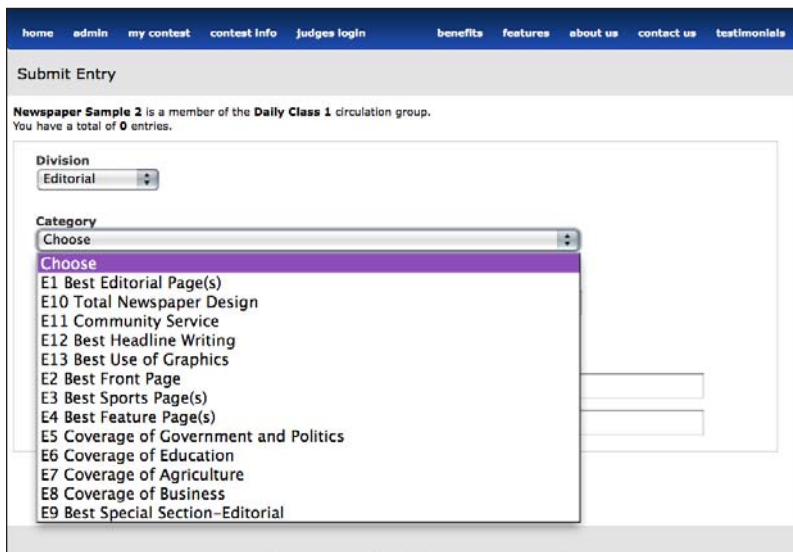 home admin my contest contest info judges login benefits features about us contact us testimonials
Submit Entry
Newspaper Sample 2 is a member of the Daily Class 1 circulation group.
You have a total of 0 entries.
Division
Editorial
Category
Choose
Choose
E1 Best Editorial Page(s)
E10 Total Newspaper Design
E11 Community Service
E12 Best Headline Writing
E13 Best Use of Graphics
E2 Best Front Page
E3 Best Sports Page(s)
E4 Best Feature Page(s)
E5 Coverage of Government and Politics
E6 Coverage of Education
E7 Coverage of Agriculture
E8 Coverage of Business
E9 Best Special Section-Editorial